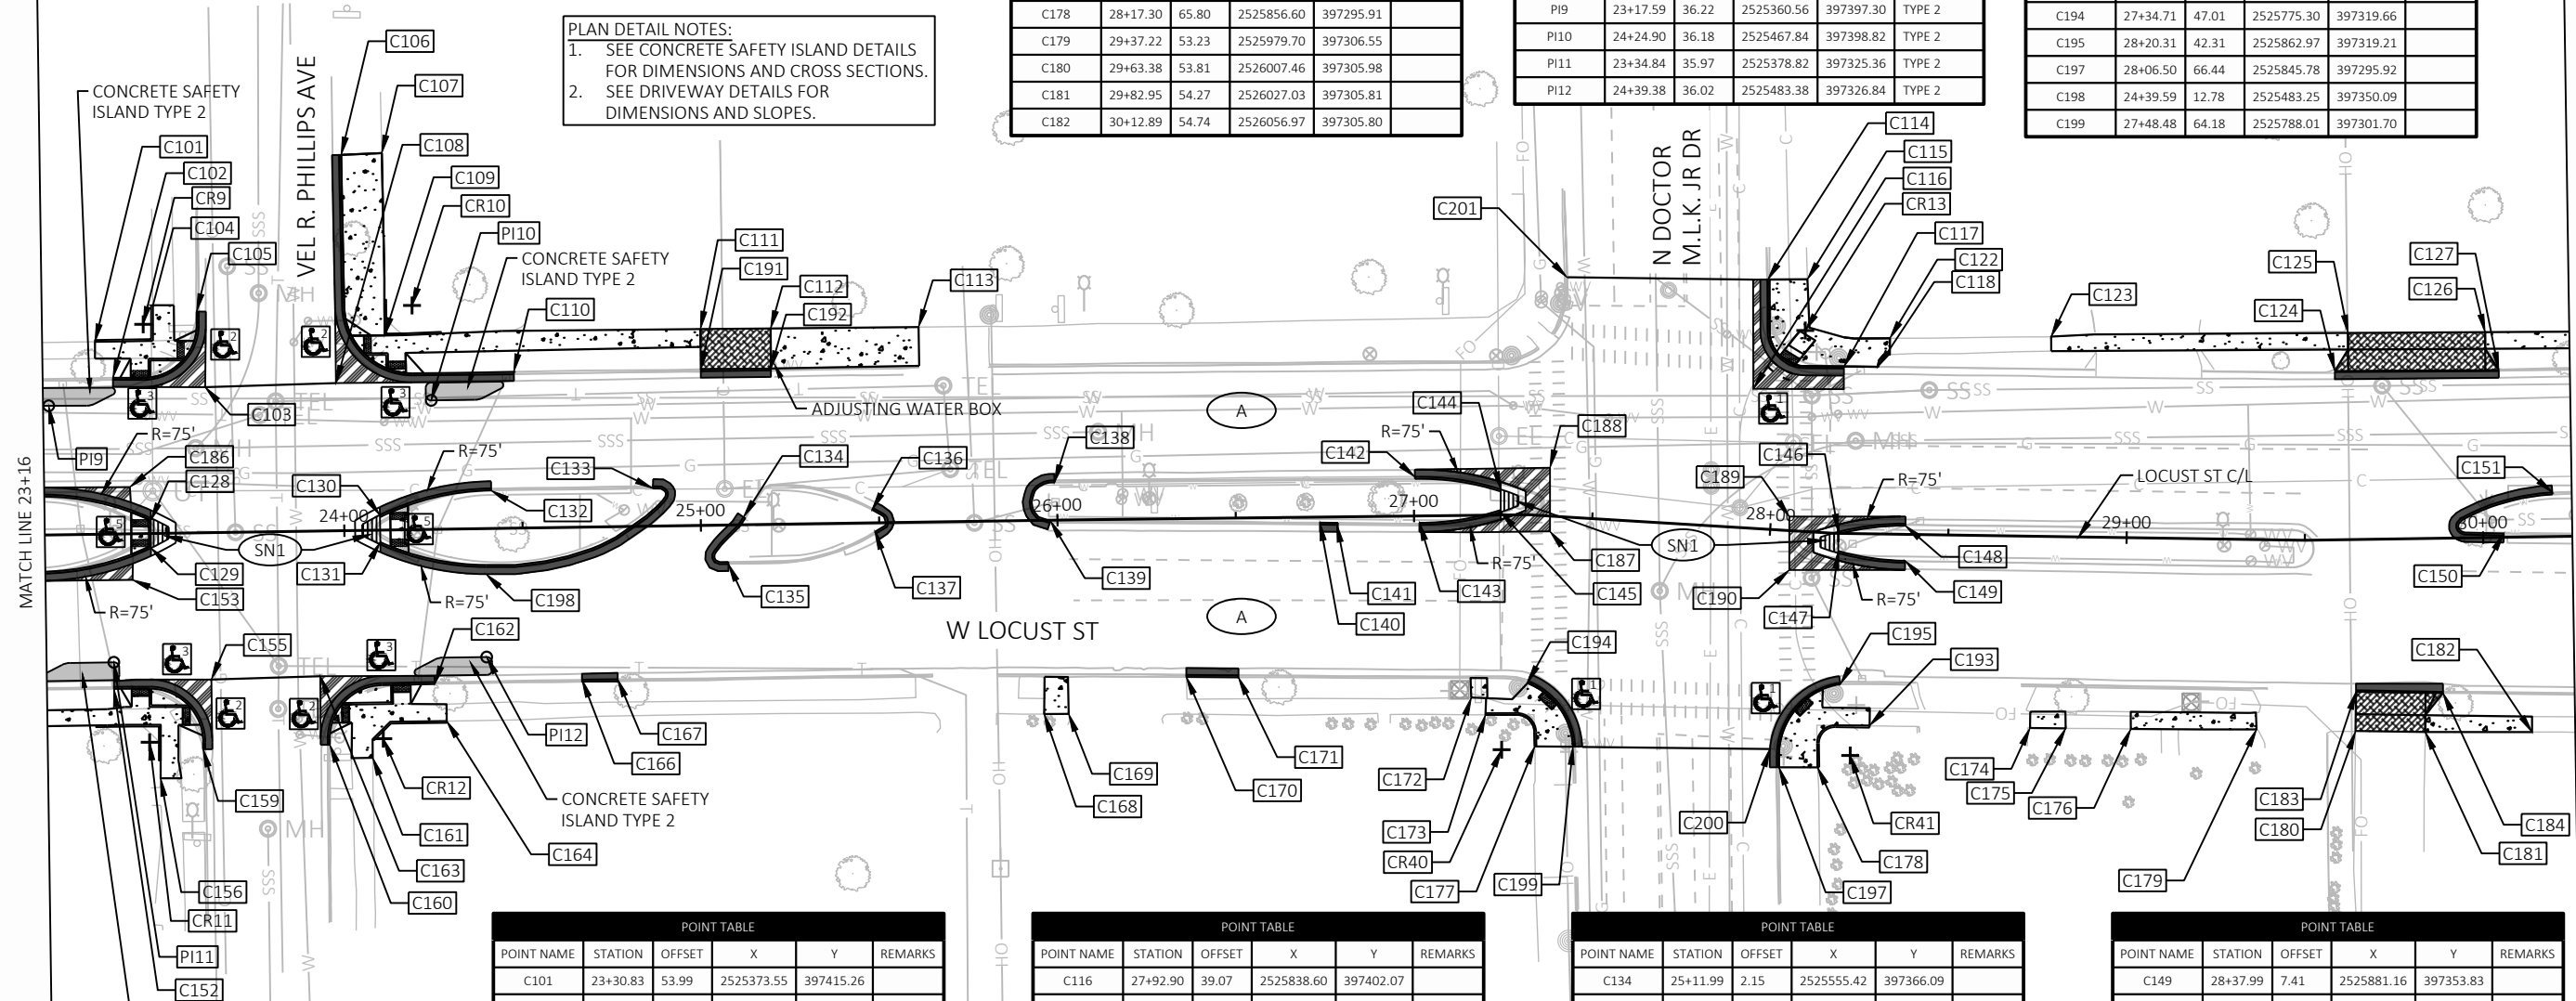 C178 28+17.30 65.80 2525856.60 397295.91
C179 29+37.22 53.23 2525979.70 397306.55
C180 29+63.38 53.81 2526007.46 397305.98
C181 29+82.95 54.27 2526027.03 397305.81
C182 30+12.89 54.74 2526056.97 397305.80
PI9 23+17.59 36.22 2525360.56 397397.30 TYPE 2
PI10 24+24.90 36.18 2525467.84 397398.82 TYPE 2
PI11 23+34.84 35.97 2525378.82 397325.36 TYPE 2
PI12 24+39.38 36.02 2525483.38 397326.84 TYPE 2
C194 27+34.71 47.01 2525775.30 397319.66
C195 28+20.31 42.31 2525862.97 397319.21
C197 28+06.50 66.44 2525845.78 397295.92
C198 24+39.59 12.78 2525483.25 397350.09
C199 27+48.48 64.18 2525788.01 397301.70
PLAN DETAIL NOTES:
1. SEE CONCRETE SAFETY ISLAND DETAILS
FOR DIMENSIONS AND CROSS SECTIONS.
2. SEE DRIVEWAY DETAILS FOR
DIMENSIONS AND SLOPES.
CONCRETE SAFETY
ISLAND TYPE 2
VEL R. PHILLIPS AVE
N DOCTOR
M.L.K. JR DR
C101
C102
CR9
C104
C105
C106
C107
C108
C109
CR10
PI10
CONCRETE SAFETY
ISLAND TYPE 2
C110
C111
C191
C112
C192
C113
C201
C114
C115
C116
CR13
C117
C122
C118
C123
C125
C124
C127
C126
C103
ADJUSTING WATER BOX
A
MATCH LINE 23+16
PI9
R=75'
C186
C128
C130
24+00
R=75'
C133
C132
25+00
C134
C136
C138
26+00
C142
R=75'
C144
27+00
C188
C189
C146
28+00
R=75'
LOCUST ST C/L
29+00
C151
30+00
SN1
C129
C153
R=75'
C131
R=75'
C198
C135
C137
C139
C141
C140
C143
R=75'
C187
C145
SN1
C190
C147
R=75'
C148
C149
C150
W LOCUST ST
A
C155
C162
C194
C195
C193
C182
C159
C161
C163
C160
CR12
C164
PI12
CONCRETE SAFETY
ISLAND TYPE 2
C167
C166
C169
C168
C171
C170
C172
C173
CR40
C177
C199
C200
CR41
C178
C197
C174
C175
C176
C179
C183
C180
C184
C181
C156
CR11
PI11
C152
POINT TABLE
POINT NAME STATION OFFSET X Y REMARKS
C101 23+30.83 53.99 2525373.55 397415.26
POINT TABLE
POINT NAME STATION OFFSET X Y REMARKS
C116 27+92.90 39.07 2525838.60 397402.07
POINT TABLE
POINT NAME STATION OFFSET X Y REMARKS
C134 25+11.99 2.15 2525555.42 397366.09
POINT TABLE
POINT NAME STATION OFFSET X Y REMARKS
C149 28+37.99 7.41 2525881.16 397353.83